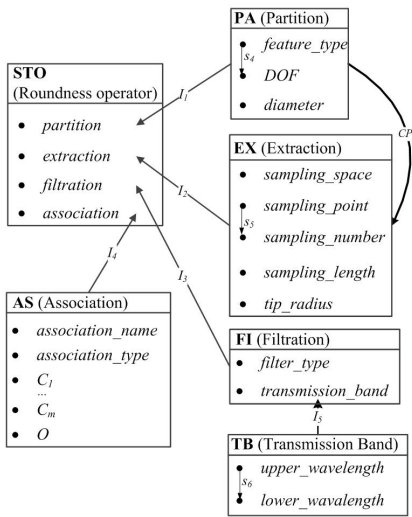 PA (Partition)
feature_type
s4
DOF
diameter
STO
(Roundness operator)
partition
extraction
filtration
association
I1
CP
EX (Extraction)
sampling_space
sampling_point
s5
sampling_number
sampling_length
tip_radius
I2
I3
I4
AS (Association)
association_name
association_type
C1
...
Cm
O
FI (Filtration)
filter_type
transmission_band
I5
TB (Transmission Band)
upper_wavelength
s6
lower_wavalength